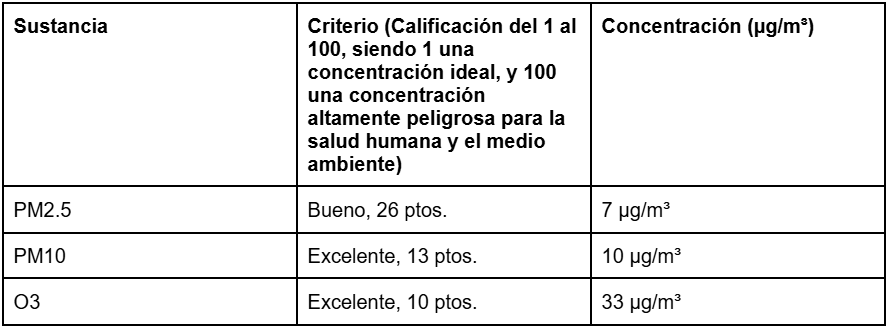 Sustancia
Criterio (Calificación del 1 al
100, siendo 1 una
concentración ideal, y 100
una concentración
altamente peligrosa para la
salud humana y el medio
ambiente)
Concentración (µg/m³)
PM2.5
Bueno, 26 ptos.
7 µg/m³
PM10
Excelente, 13 ptos.
10 µg/m³
O3
Excelente, 10 ptos.
33 µg/m³